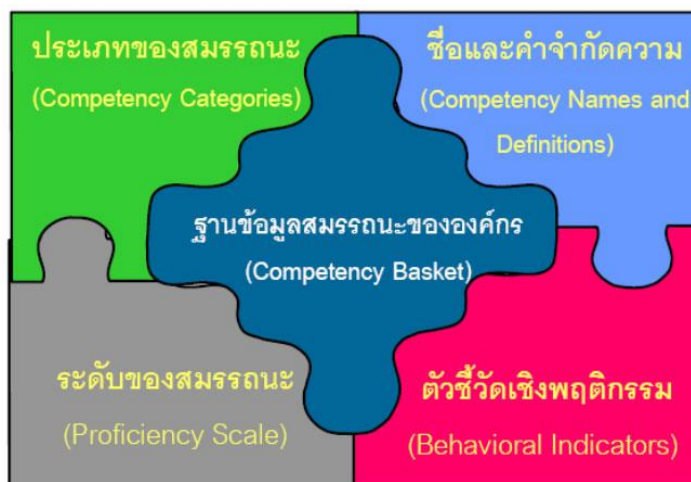 ประเภทของสมรรถนะ
(Competency Categories)
ชื่อและคำจำกัดความ
(Competency Names and
Definitions)
ฐานข้อมูลสมรรถนะขององค์กร
(Competency Basket)
ระดับของสมรรถนะ
(Proficiency Scale)
ตัวชี้วัดเชิงพฤติกรรม
(Behavioral Indicators)